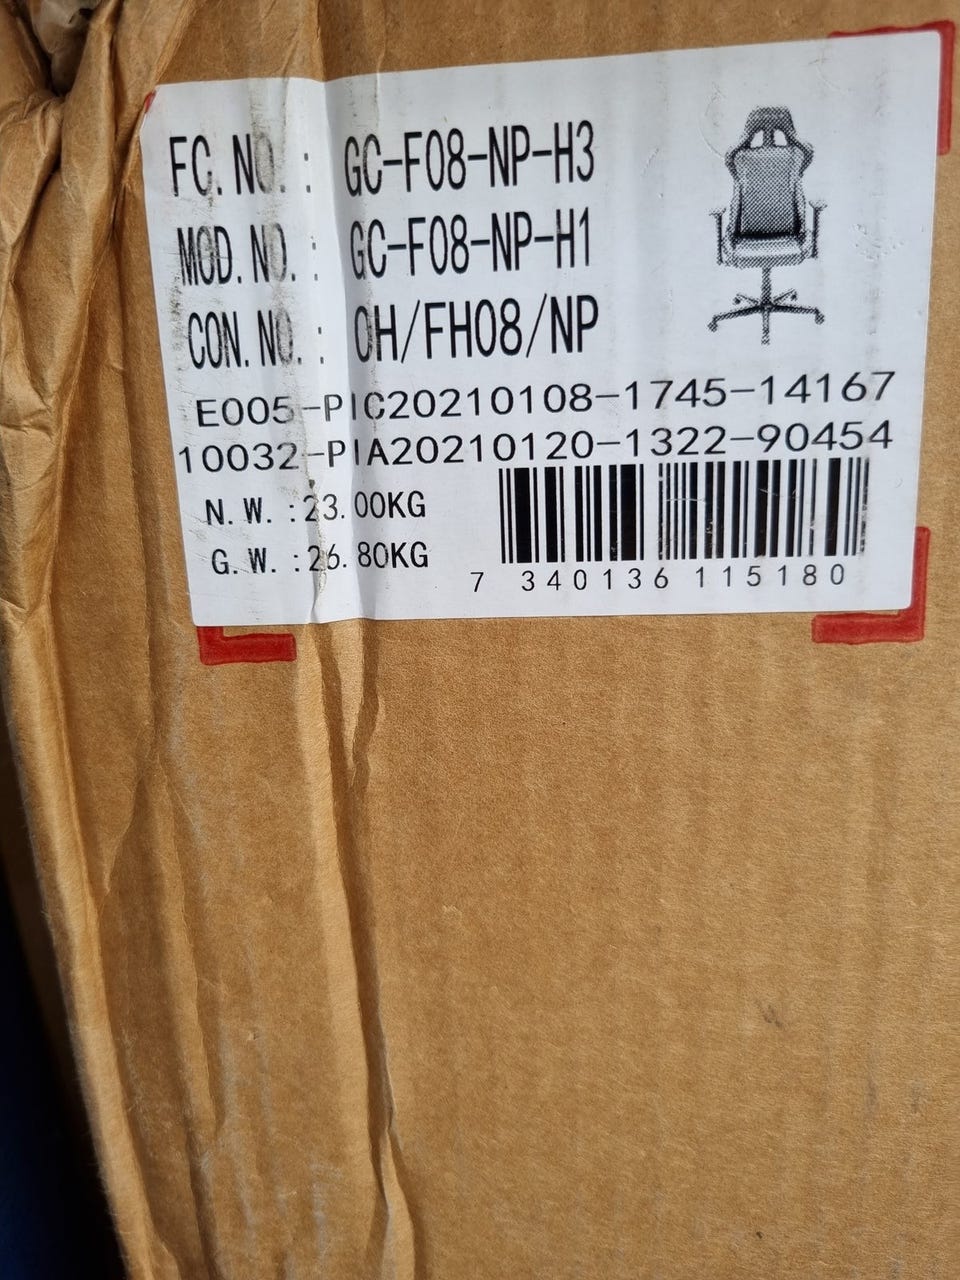 FC. NO. : GC-F08-NP-H3
MOD. NO. : GC-F08-NP-H1
CON. NO. : OH/FH08/NP
E005-PIC20210108-1745-14167
10032-PIA20210120-1322-90454
N. W. :23.00KG
G. W. :26.80KG
7 340136 115180